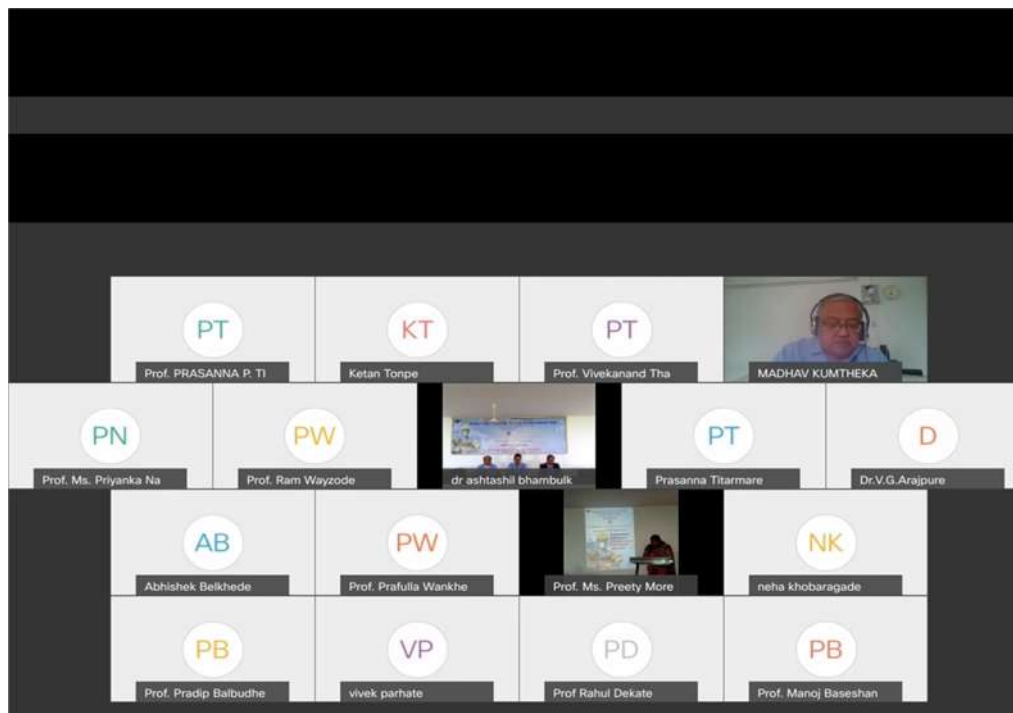 PT
Prof. PRASANNA P. TI
KT
Ketan Tonpe
PT
Prof. Vivekanand Tha
MADHAV KUMTHEKA
PN
Prof. Ms. Priyanka Na
PW
Prof. Ram Wayzode
dr ashtashil bhambulk
PT
Prasanna Titarmare
D
Dr.V.G.Arajpure
AB
Abhishek Belkhede
PW
Prof. Prafulla Wankhe
Prof. Ms. Preety More
NK
neha khobaragade
PB
Prof. Pradip Balbudhe
VP
vivek parhate
PD
Prof Rahul Dekate
PB
Prof. Manoj Baseshan